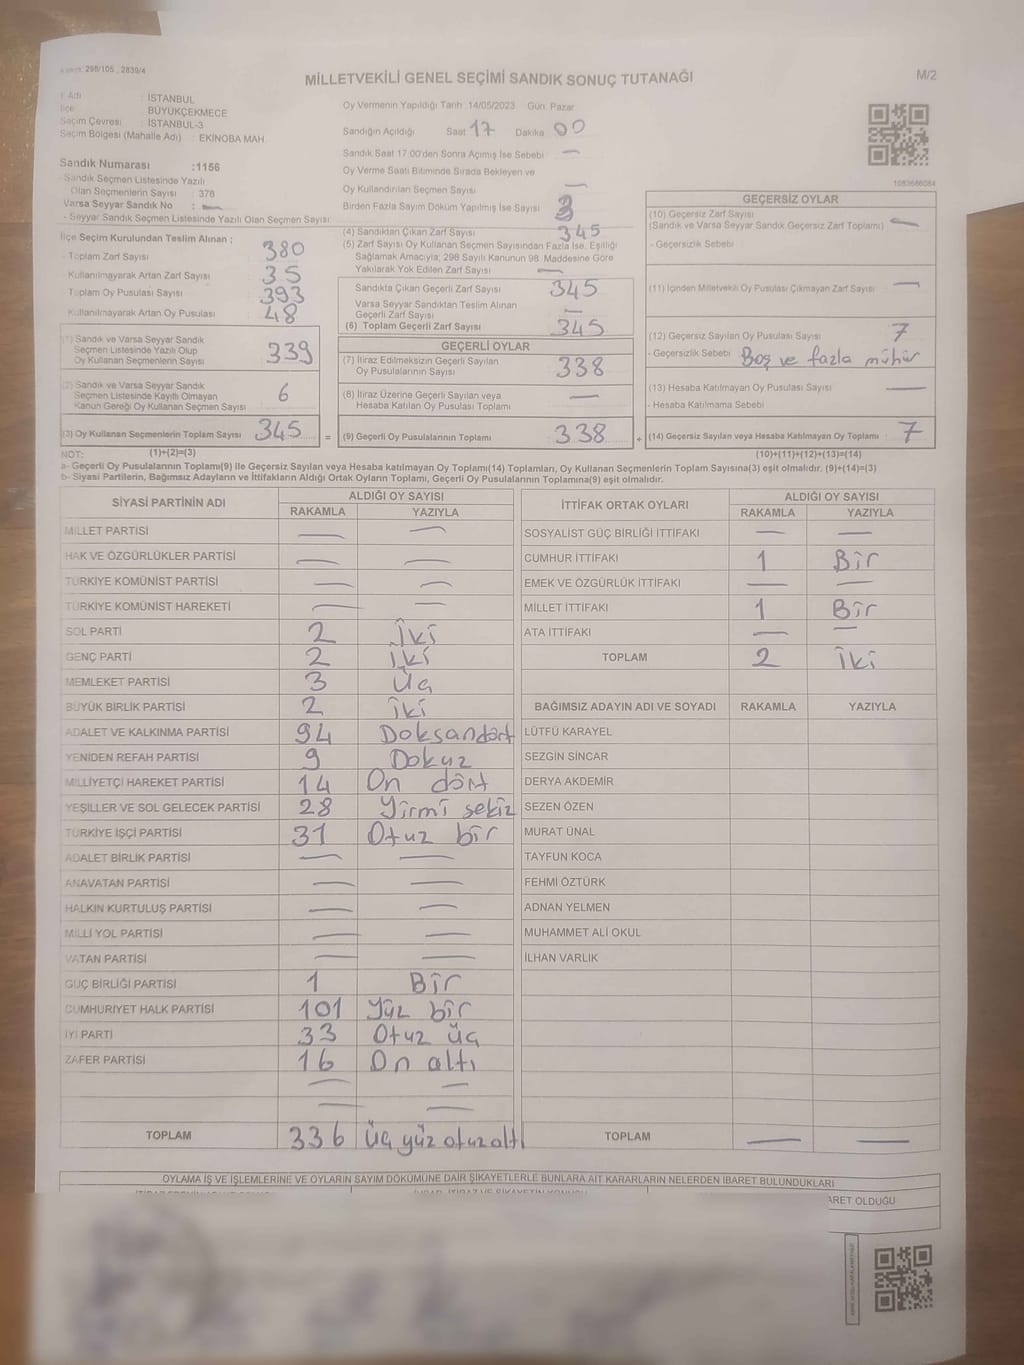 298/105 , 2839/4
MİLLETVEKİLİ GENEL SEÇİMİ SANDIK SONUÇ TUTANAĞI
M/2
İl Adı : İSTANBUL
İlçe : BÜYÜKÇEKMECE
Seçim Çevresi : İSTANBUL-3
Seçim Bölgesi (Mahalle Adı) : EKİNOBA MAH.
Oy Vermenin Yapıldığı Tarih :14/05/2023 Gün: Pazar
Sandığın Açıldığı Saat 17 Dakika 00
Sandık Saat 17:00'den Sonra Açımış İse Sebebi : —
Oy Verme Saati Bitiminde Sırada Bekleyen ve
Oy Kullandırılan Seçmen Sayısı —
Birden Fazla Sayım Döküm Yapılmış İse Sayısı 3
1083686084
Sandık Numarası :1156
- Sandık Seçmen Listesinde Yazılı
Olan Seçmenlerin Sayısı : 378
Varsa Seyyar Sandık No : —
- Seyyar Sandık Seçmen Listesinde Yazılı Olan Seçmen Sayısı :
İlçe Seçim Kurulundan Teslim Alınan ;
- Toplam Zarf Sayısı 380
- Kullanılmayarak Artan Zarf Sayısı 35
- Toplam Oy Pusulası Sayısı 393
- Kullanılmayarak Artan Oy Pusulası 48
(1) Sandık ve Varsa Seyyar Sandık
Seçmen Listesinde Yazılı Olup
Oy Kullanan Seçmenlerin Sayısı 339
(2) Sandık ve Varsa Seyyar Sandık
Seçmen Listesinde Kayıtlı Olmayan
Kanun Gereği Oy Kullanan Seçmen Sayısı 6
(3) Oy Kullanan Seçmenlerin Toplam Sayısı 345 =
(4) Sandıktan Çıkan Zarf Sayısı 345
(5) Zarf Sayısı Oy Kullanan Seçmen Sayısından Fazla İse, Eşitliği
Sağlamak Amacıyla; 298 Sayılı Kanunun 98. Maddesine Göre
Yakılarak Yok Edilen Zarf Sayısı —
Sandıkta Çıkan Geçerli Zarf Sayısı 345
Varsa Seyyar Sandıktan Teslim Alınan
Geçerli Zarf Sayısı —
(6) Toplam Geçerli Zarf Sayısı 345
GEÇERLİ OYLAR
(7) İtiraz Edilmeksizin Geçerli Sayılan
Oy Pusulalarının Sayısı 338
(8) İtiraz Üzerine Geçerli Sayılan veya
Hesaba Katılan Oy Pusulası Toplamı —
(9) Geçerli Oy Pusulalarının Toplamı 338 +
GEÇERSİZ OYLAR
(10) Geçersiz Zarf Sayısı
(Sandık ve Varsa Seyyar Sandık Geçersiz Zarf Toplamı) —
- Geçersizlik Sebebi
(11) İçinden Milletvekili Oy Pusulası Çıkmayan Zarf Sayısı —
(12) Geçersiz Sayılan Oy Pusulası Sayısı 7
- Geçersizlik Sebebi Boş ve fazla mühür
(13) Hesaba Katılmayan Oy Pusulası Sayısı —
- Hesaba Katılmama Sebebi
(14) Geçersiz Sayılan veya Hesaba Katılmayan Oy Toplamı 7
NOT: (1)+(2)=(3) (10)+(11)+(12)+(13)=(14)
a- Geçerli Oy Pusulalarının Toplamı(9) ile Geçersiz Sayılan veya Hesaba katılmayan Oy Toplamı(14) Toplamları, Oy Kullanan Seçmenlerin Toplam Sayısına(3) eşit olmalıdır. (9)+(14)=(3)
b- Siyasi Partilerin, Bağımsız Adayların ve İttifakların Aldığı Ortak Oyların Toplamı, Geçerli Oy Pusulalarının Toplamına(9) eşit olmalıdır.
SİYASİ PARTİNİN ADI ALDIĞI OY SAYISI
RAKAMLA YAZIYLA
MİLLET PARTİSİ — —
HAK VE ÖZGÜRLÜKLER PARTİSİ — —
TÜRKİYE KOMÜNİST PARTİSİ — —
TÜRKİYE KOMÜNİST HAREKETİ — —
SOL PARTİ 2 İki
GENÇ PARTİ 2 İki
MEMLEKET PARTİSİ 3 Üç
BÜYÜK BİRLİK PARTİSİ 2 İki
ADALET VE KALKINMA PARTİSİ 94 Doksandört
YENİDEN REFAH PARTİSİ 9 Dokuz
MİLLİYETÇİ HAREKET PARTİSİ 14 On dört
YEŞİLLER VE SOL GELECEK PARTİSİ 28 Yirmi sekiz
TÜRKİYE İŞÇİ PARTİSİ 31 Otuz bir
ADALET BİRLİK PARTİSİ — —
ANAVATAN PARTİSİ — —
HALKIN KURTULUŞ PARTİSİ — —
MİLLİ YOL PARTİSİ — —
VATAN PARTİSİ — —
GÜÇ BİRLİĞİ PARTİSİ 1 Bir
CUMHURİYET HALK PARTİSİ 101 Yüz bir
İYİ PARTİ 33 Otuz üç
ZAFER PARTİSİ 16 On altı
— —
— —
TOPLAM 336 Üç yüz otuz altı
İTTİFAK ORTAK OYLARI ALDIĞI OY SAYISI
RAKAMLA YAZIYLA
SOSYALİST GÜÇ BİRLİĞİ İTTİFAKI — —
CUMHUR İTTİFAKI 1 Bir
EMEK VE ÖZGÜRLÜK İTTİFAKI — —
MİLLET İTTİFAKI 1 Bir
ATA İTTİFAKI — —
TOPLAM 2 İki
BAĞIMSIZ ADAYIN ADI VE SOYADI RAKAMLA YAZIYLA
LÜTFÜ KARAYEL
SEZGİN SİNCAR
DERYA AKDEMİR
SEZEN ÖZEN
MURAT ÜNAL
TAYFUN KOCA
FEHMİ ÖZTÜRK
ADNAN YELMEN
MUHAMMET ALİ OKUL
İLHAN VARLIK
TOPLAM — —
OYLAMA İŞ VE İŞLEMLERİNE VE OYLARIN SAYIM DÖKÜMÜNE DAİR ŞİKAYETLERLE BUNLARA AİT KARARLARIN NELERDEN İBARET BULUNDUKLARI
ARET OLDUĞU